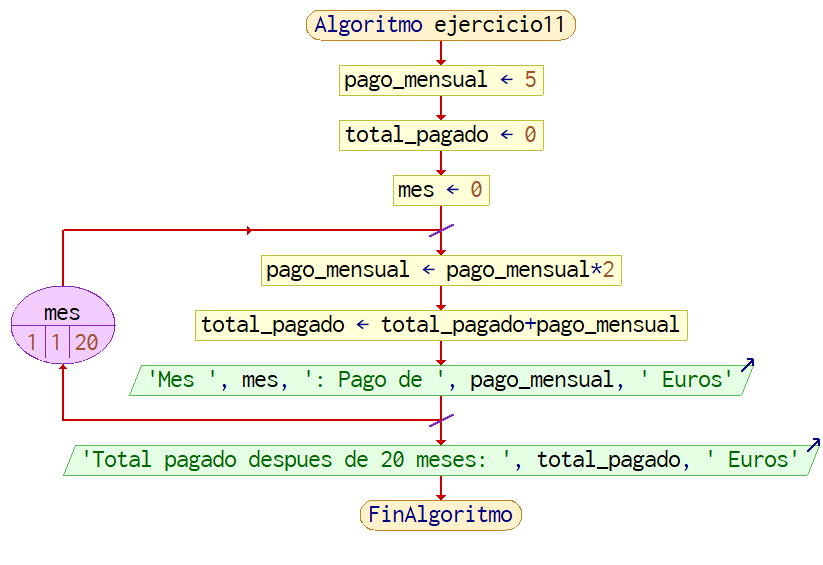 Algoritmo ejercicio11
pago_mensual ← 5
total_pagado ← 0
mes ← 0
pago_mensual ← pago_mensual*2
mes
1 1 20
total_pagado ← total_pagado+pago_mensual
'Mes ', mes, ': Pago de ', pago_mensual, ' Euros'
'Total pagado despues de 20 meses: ', total_pagado, ' Euros'
FinAlgoritmo